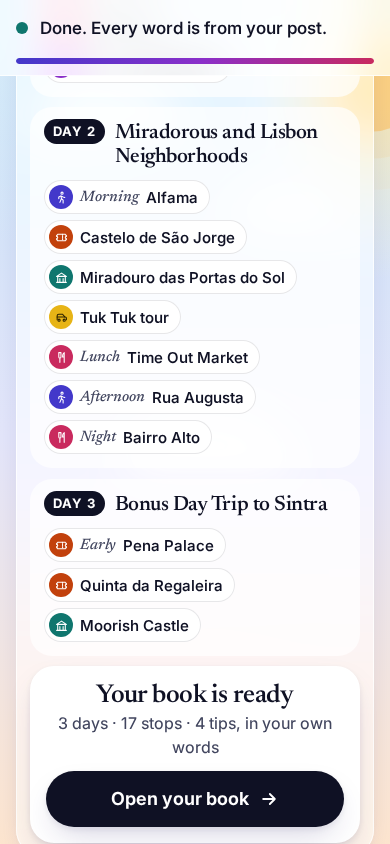 Done. Every word is from your post.
DAY 2 Miradorous and Lisbon
Neighborhoods
Morning Alfama
Castelo de São Jorge
Miradouro das Portas do Sol
Tuk Tuk tour
Lunch Time Out Market
Afternoon Rua Augusta
Night Bairro Alto
DAY 3 Bonus Day Trip to Sintra
Early Pena Palace
Quinta da Regaleira
Moorish Castle
Your book is ready
3 days · 17 stops · 4 tips, in your own
words
Open your book →